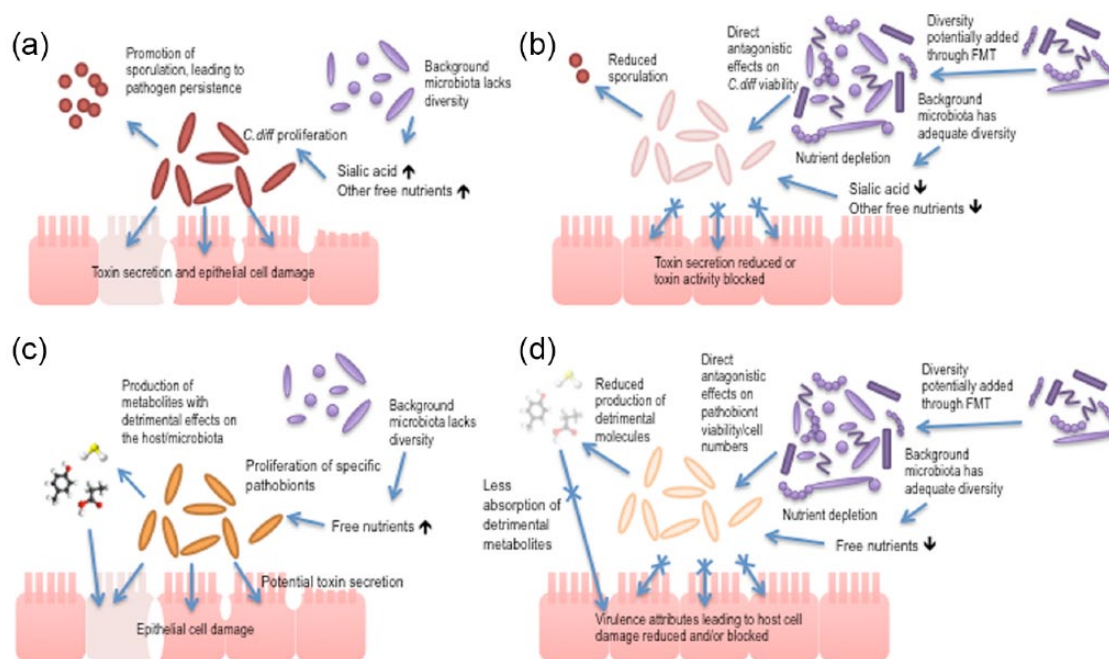 (a)
Promotion of
sporulation, leading to
pathogen persistence
Background
microbiota lacks
diversity
C.diff proliferation
Sialic acid ↑
Other free nutrients ↑
Toxin secretion and epithelial cell damage
(b)
Reduced
sporulation
Direct
antagonistic
effects on
C.diff viability
Diversity
potentially added
through FMT
Background
microbiota has
adequate diversity
Nutrient depletion
Sialic acid ↓
Other free nutrients ↓
Toxin secretion reduced or
toxin activity blocked
(c)
Production of
metabolites with
detrimental effects on
the host/microbiota
Background
microbiota lacks
diversity
Proliferation of specific
pathobionts
Free nutrients ↑
Potential toxin secretion
Epithelial cell damage
(d)
Reduced
production of
detrimental
molecules
Direct
antagonistic
effects on
pathobiont
viability/cell
numbers
Diversity
potentially added
through FMT
Background
microbiota has
adequate diversity
Less
absorption of
detrimental
metabolites
Nutrient depletion
Free nutrients ↓
Virulence attributes leading to host cell
damage reduced and/or blocked